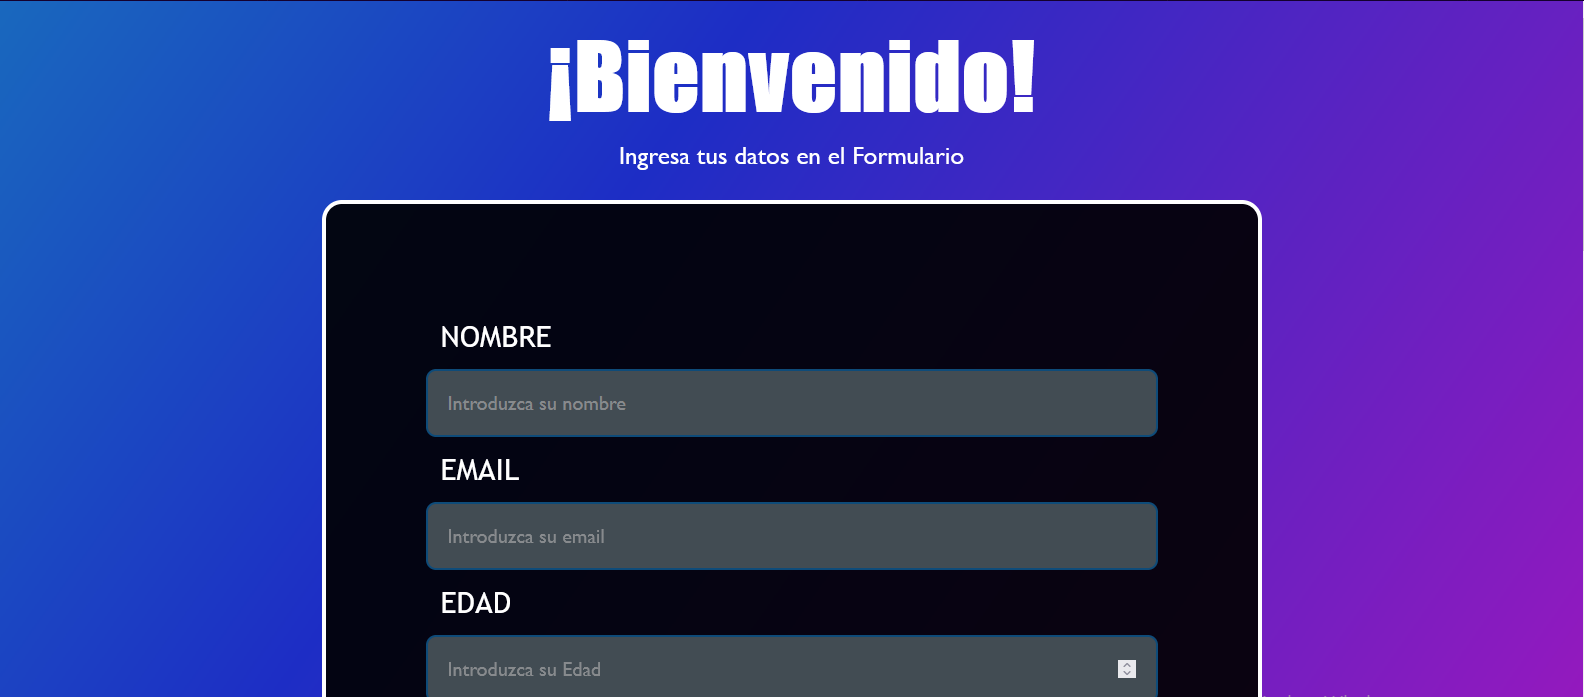 ¡Bienvenido!
Ingresa tus datos en el Formulario
NOMBRE
Introduzca su nombre
EMAIL
Introduzca su email
EDAD
Introduzca su Edad